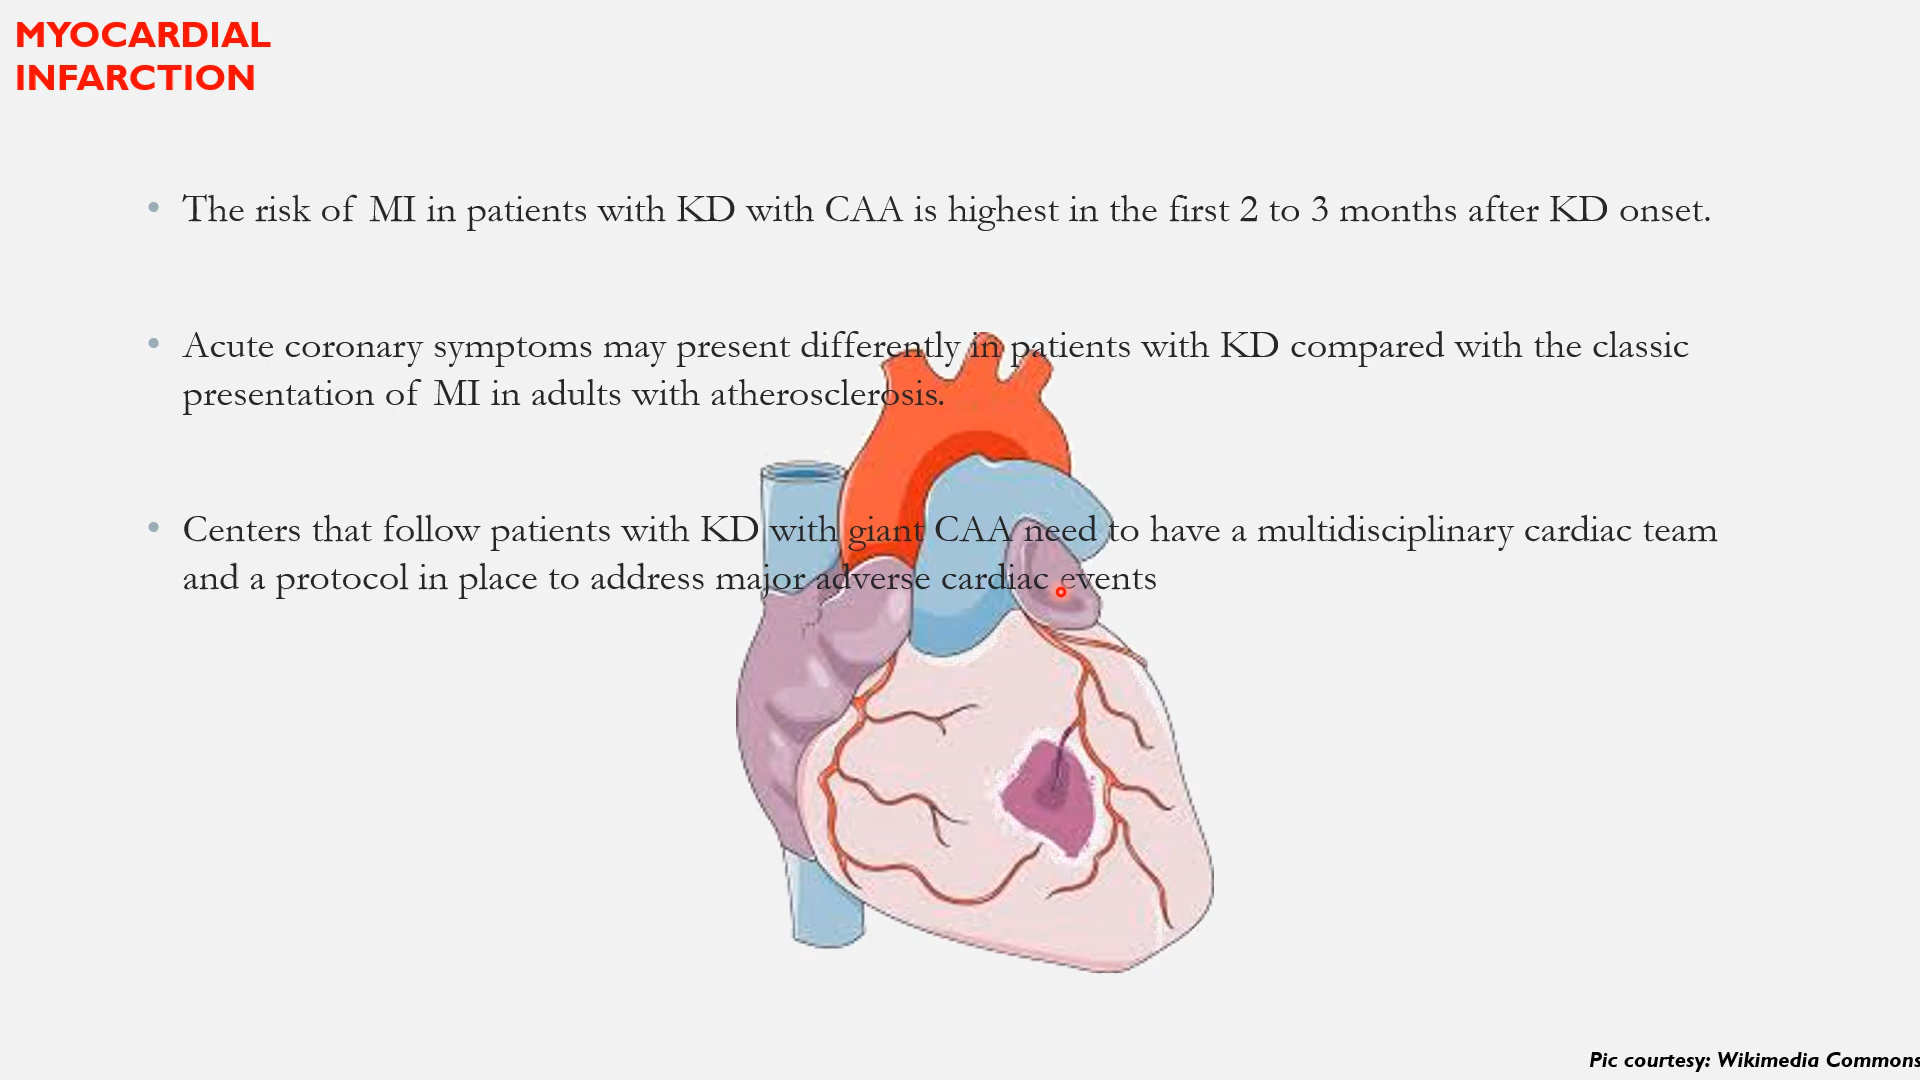 MYOCARDIAL
INFARCTION
• The risk of MI in patients with KD with CAA is highest in the first 2 to 3 months after KD onset.
• Acute coronary symptoms may present differently in patients with KD compared with the classic
presentation of MI in adults with atherosclerosis.
• Centers that follow patients with KD with giant CAA need to have a multidisciplinary cardiac team
and a protocol in place to address major adverse cardiac events
Pic courtesy: Wikimedia Commons